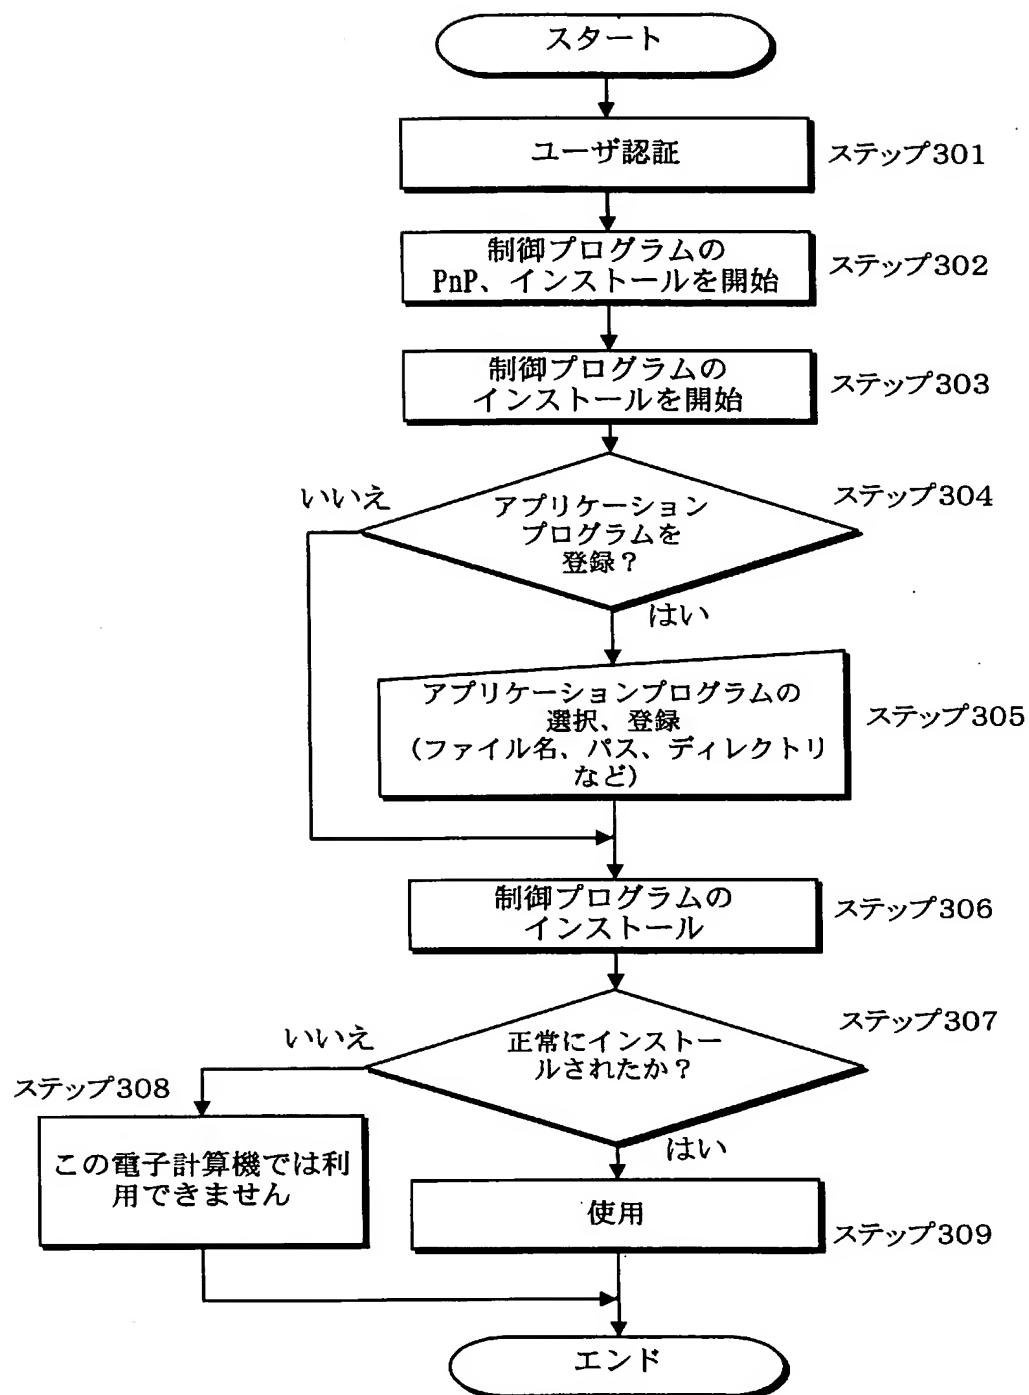 スタート
ユーザ認証
ステップ301
制御プログラムの
PnP、インストールを開始
ステップ302
制御プログラムの
インストールを開始
ステップ303
いいえ
アプリケーション
プログラムを
登録?
ステップ304
はい
アプリケーションプログラムの
選択、登録
(ファイル名、パス、ディレクトリ
など)
ステップ305
制御プログラムの
インストール
ステップ306
いいえ
正常にインストー
ルされたか?
ステップ307
ステップ308
はい
この電子計算機では利
用できません
使用
ステップ309
エンド